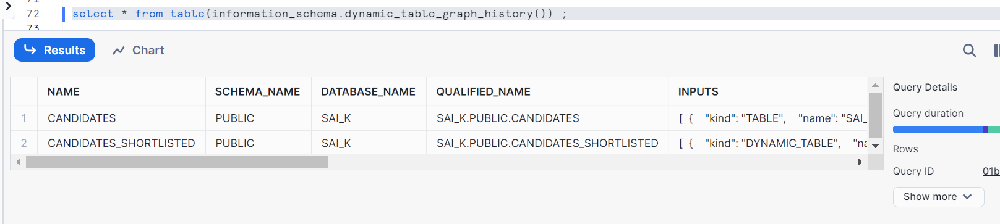 71
72 select * from table(information_schema.dynamic_table_graph_history()) ;
73
Results Chart
NAME SCHEMA_NAME DATABASE_NAME QUALIFIED_NAME INPUTS
1 CANDIDATES PUBLIC SAI_K SAI_K.PUBLIC.CANDIDATES [ { "kind": "TABLE", "name": "SAI_
2 CANDIDATES_SHORTLISTED PUBLIC SAI_K SAI_K.PUBLIC.CANDIDATES_SHORTLISTED [ { "kind": "DYNAMIC_TABLE", "na
Query Details
Query duration
Rows
Query ID 01b
Show more